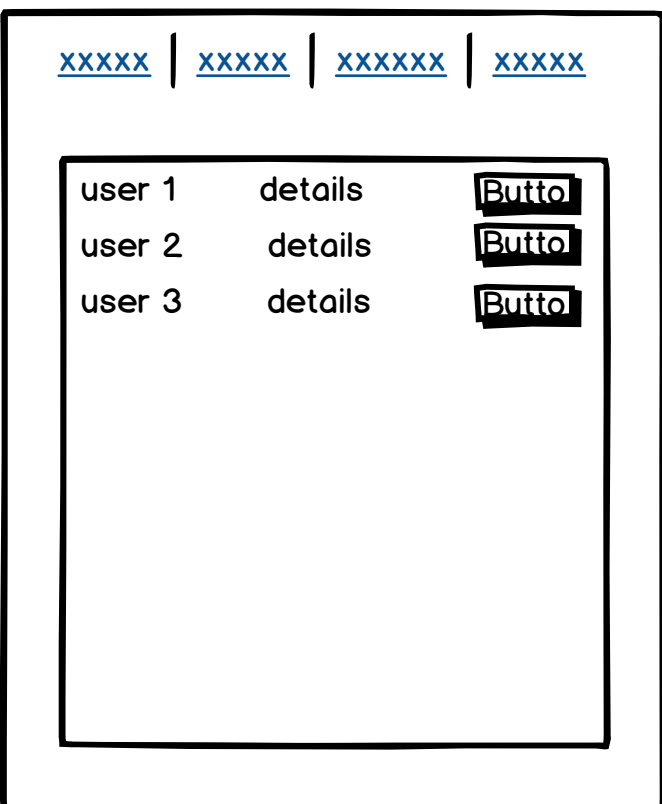 xxxxx | xxxxx | xxxxxx | xxxxx
user 1 details Butto
user 2 details Butto
user 3 details Butto